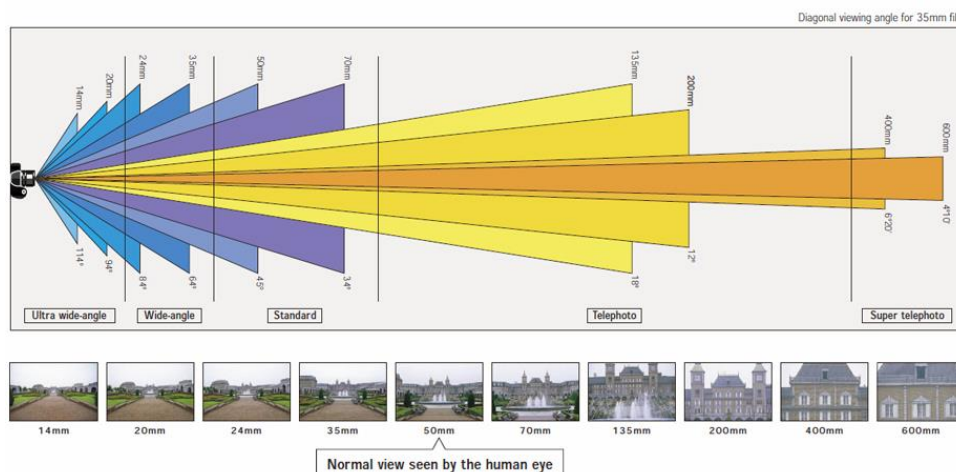 Diagonal viewing angle for 35mm fil
14mm
20mm
24mm
35mm
50mm
70mm
135mm
200mm
400mm
600mm
114°
94°
84°
64°
45°
34°
18°
12°
6°20'
4°10'
Ultra wide-angle
Wide-angle
Standard
Telephoto
Super telephoto
14mm
20mm
24mm
35mm
50mm
70mm
135mm
200mm
400mm
600mm
Normal view seen by the human eye